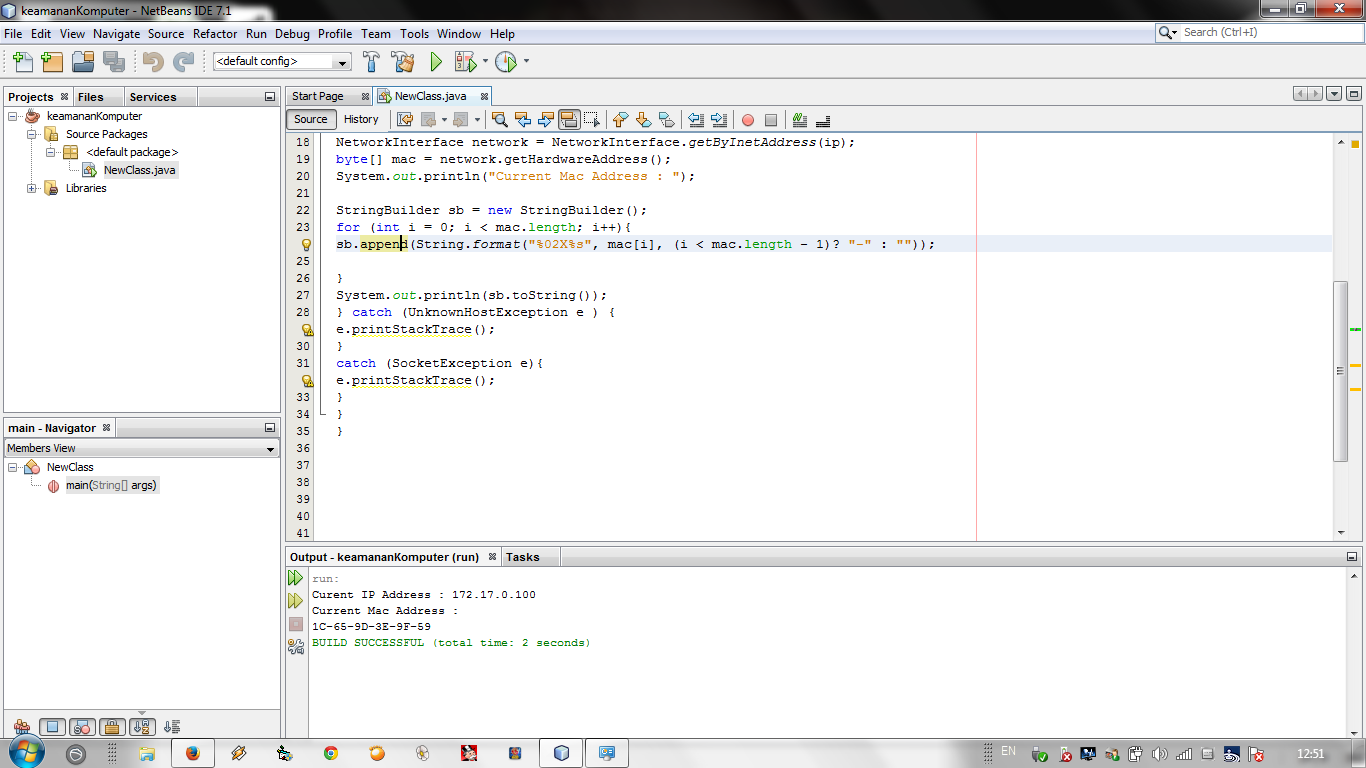 keamananKomputer - NetBeans IDE 7.1
File Edit View Navigate Source Refactor Run Debug Profile Team Tools Window Help
Search (Ctrl+I)
<default config>
Projects Files Services
keamananKomputer
Source Packages
<default package>
NewClass.java
Libraries
main - Navigator
Members View
NewClass
main(String[] args)
Start Page NewClass.java
Source History
18 NetworkInterface network = NetworkInterface.getByInetAddress(ip);
19 byte[] mac = network.getHardwareAddress();
20 System.out.println("Current Mac Address : ");
21
22 StringBuilder sb = new StringBuilder();
23 for (int i = 0; i < mac.length; i++){
sb.append(String.format("%02X%s", mac[i], (i < mac.length - 1)? "-" : ""));
25
26 }
27 System.out.println(sb.toString());
28 } catch (UnknownHostException e ) {
e.printStackTrace();
30 }
31 catch (SocketException e){
e.printStackTrace();
33 }
34 }
35 }
36
37
38
39
40
41
Output - keamananKomputer (run) Tasks
run:
Curent IP Address : 172.17.0.100
Current Mac Address :
1C-65-9D-3E-9F-59
BUILD SUCCESSFUL (total time: 2 seconds)
EN
12:51